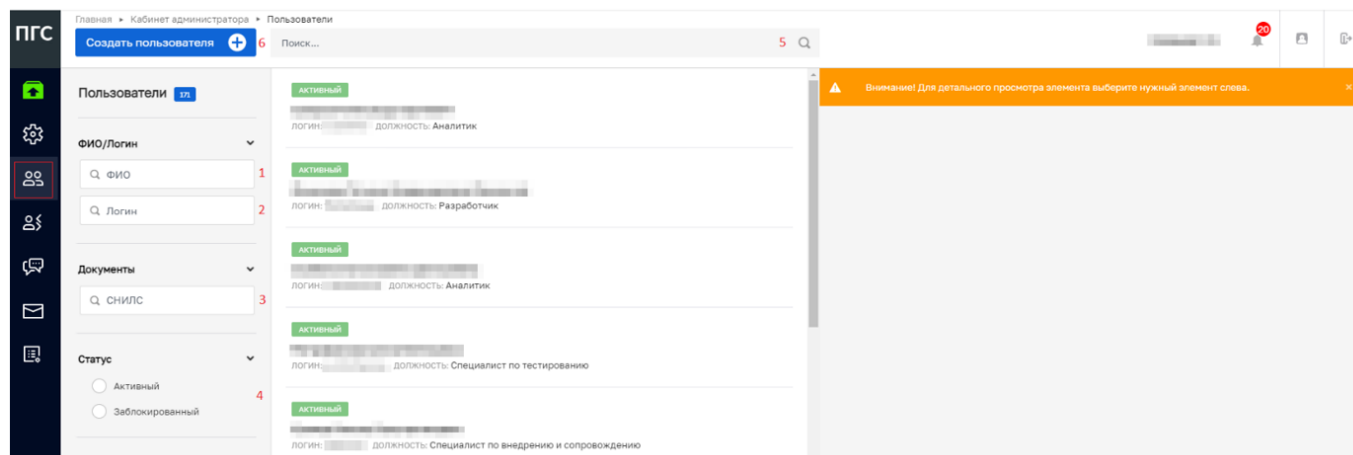 ПГС
Главная ▸ Кабинет администратора ▸ Пользователи
Создать пользователя 6
Поиск... 5
20
Пользователи 171
ФИО/Логин
ФИО 1
Логин 2
Документы
СНИЛС 3
Статус
Активный
4
Заблокированный
АКТИВНЫЙ
ЛОГИН: ДОЛЖНОСТЬ: Аналитик
АКТИВНЫЙ
ЛОГИН: ДОЛЖНОСТЬ: Разработчик
АКТИВНЫЙ
ЛОГИН: ДОЛЖНОСТЬ: Аналитик
АКТИВНЫЙ
ЛОГИН: ДОЛЖНОСТЬ: Специалист по тестированию
АКТИВНЫЙ
ЛОГИН: ДОЛЖНОСТЬ: Специалист по внедрению и сопровождению
Внимание! Для детального просмотра элемента выберите нужный элемент слева.